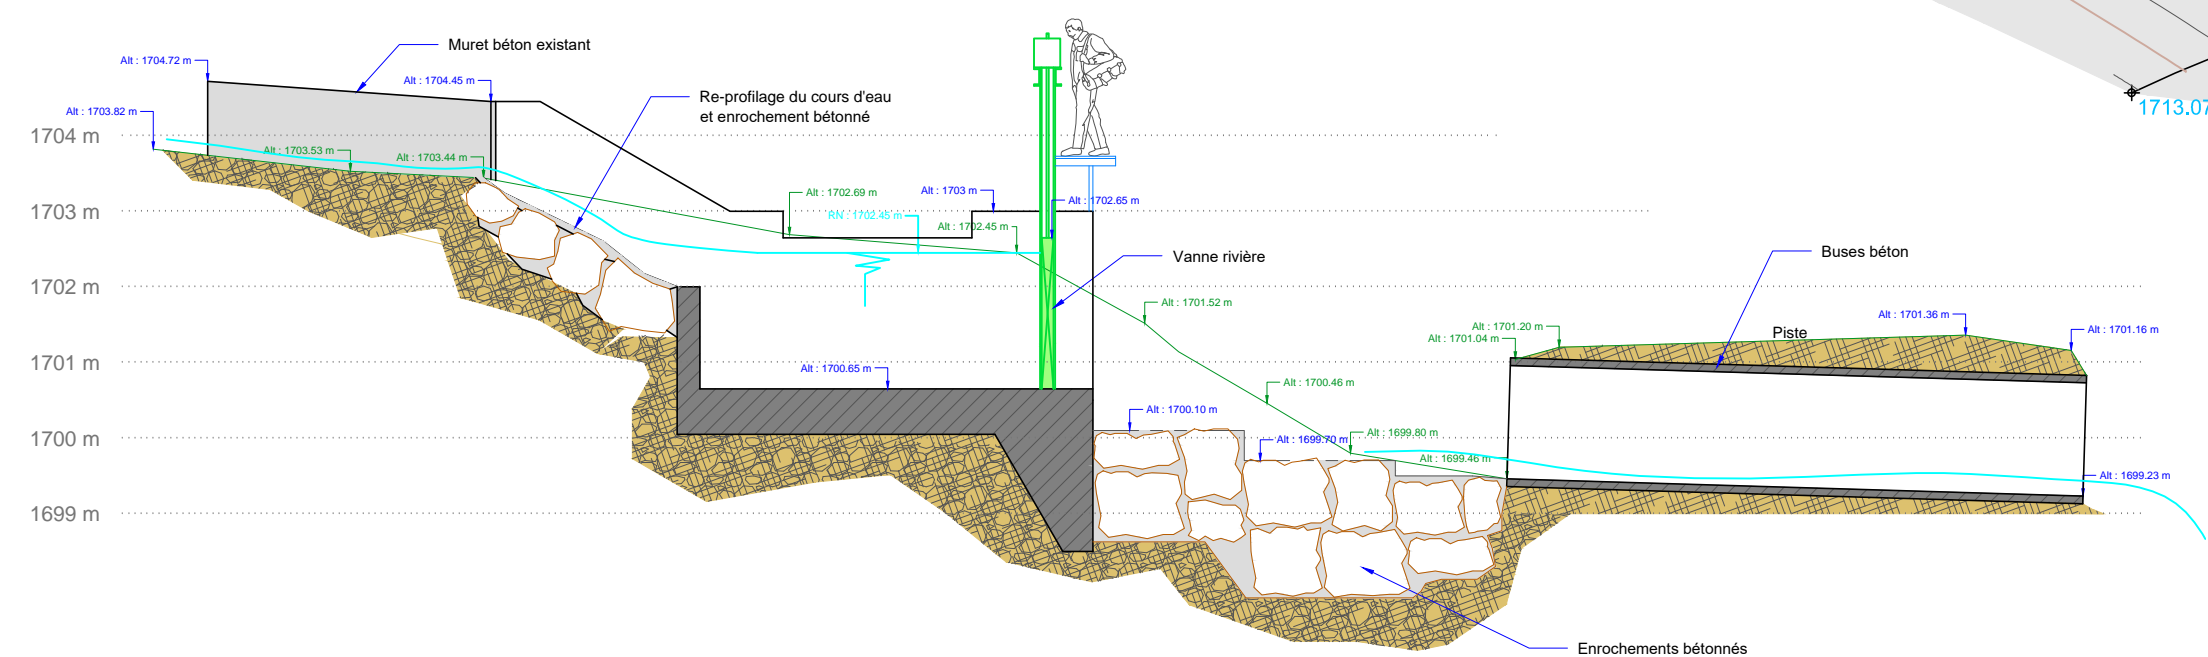 Muret béton existant
Alt : 1704.72 m
Alt : 1704.45 m
Alt : 1703.82 m
Re-profilage du cours d'eau
et enrochement bétonné
1713.07
1704 m
Alt : 1703.53 m
Alt : 1703.44 m
Alt : 1702.69 m
Alt : 1703 m
Alt : 1702.65 m
1703 m
RN : 1702.45 m
Alt : 1702.45 m
Vanne rivière
Buses béton
1702 m
Alt : 1701.52 m
Alt : 1701.20 m
Alt : 1701.04 m
Piste
Alt : 1701.36 m
Alt : 1701.16 m
1701 m
Alt : 1700.65 m
Alt : 1700.46 m
Alt : 1700.10 m
1700 m
Alt : 1699.70 m
Alt : 1699.80 m
Alt : 1699.46 m
Alt : 1699.23 m
1699 m
Enrochements bétonnés